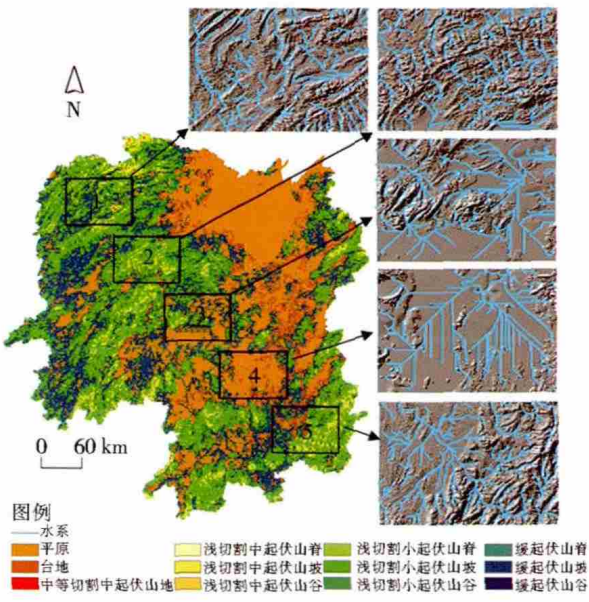 N
1
2
3
4
5
0 60 km
图例
水系
平原
台地
中等切割中起伏山地
浅切割中起伏山脊
浅切割中起伏山坡
浅切割中起伏山谷
浅切割小起伏山脊
浅切割小起伏山坡
浅切割小起伏山谷
缓起伏山脊
缓起伏山坡
缓起伏山谷